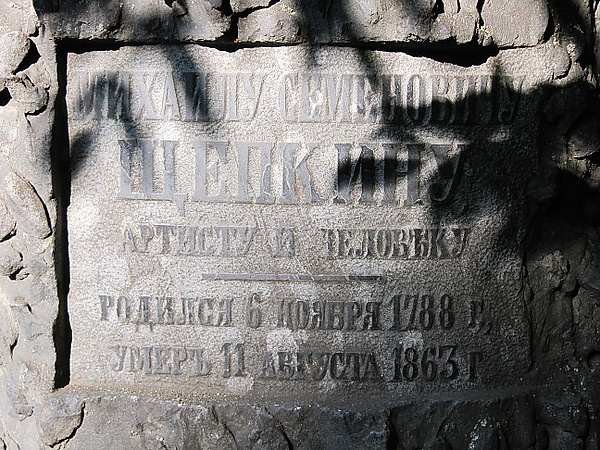 МИХАИЛУ СЕМЕНОВИЧУ
ЩЕПКИНУ
АРТИСТУ И ЧЕЛОВѢКУ
РОДИЛСЯ 6 НОЯБРЯ 1788 Г,
УМЕРЪ 11 АВГУСТА 1863 Г